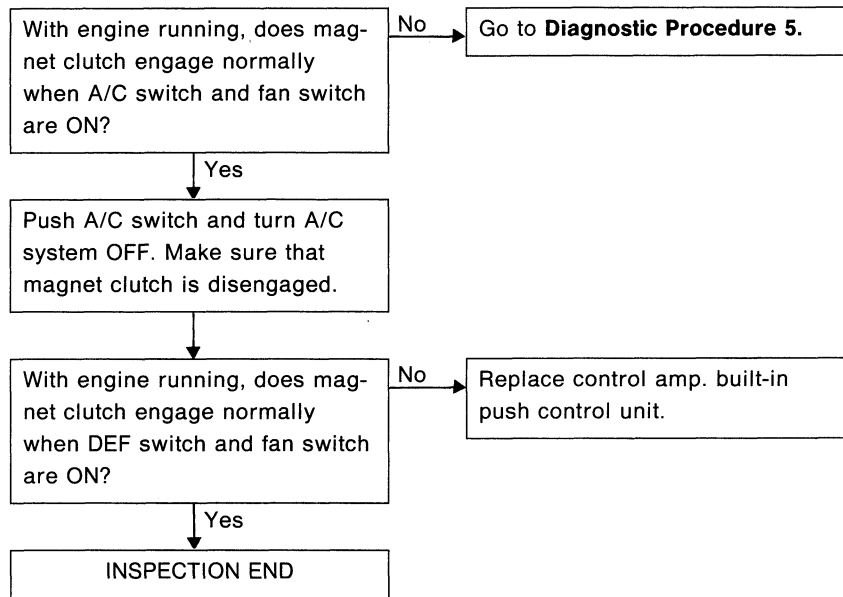 With engine running, does mag-
net clutch engage normally
when A/C switch and fan switch
are ON?
No
Go to Diagnostic Procedure 5.
Yes
Push A/C switch and turn A/C
system OFF. Make sure that
magnet clutch is disengaged.
With engine running, does mag-
net clutch engage normally
when DEF switch and fan switch
are ON?
No
Replace control amp. built-in
push control unit.
Yes
INSPECTION END